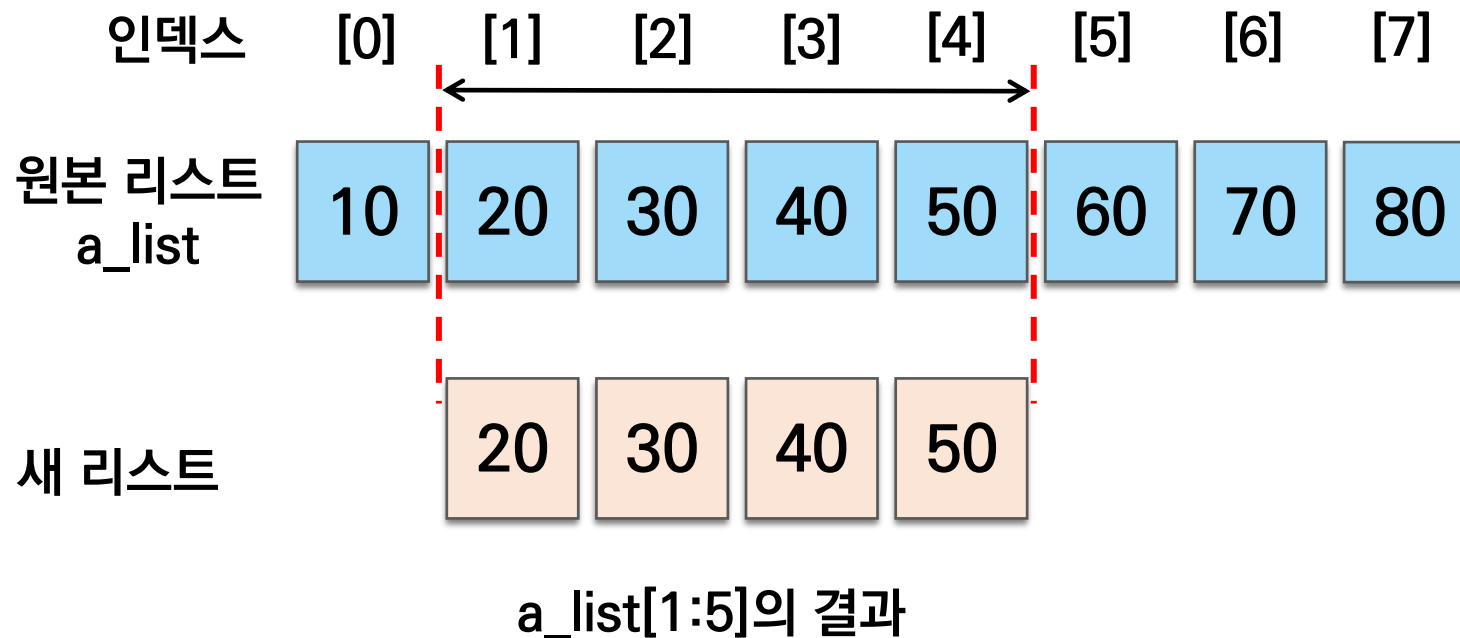 인덱스 [0] [1] [2] [3] [4] [5] [6] [7]
원본 리스트
a_list
10 20 30 40 50 60 70 80
새 리스트
20 30 40 50
a_list[1:5]의 결과